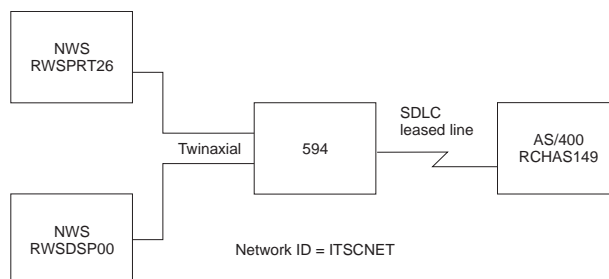 NWS
RWSPRT26
Twinaxial
594
SDLC
leased line
AS/400
RCHAS149
NWS
RWSDSP00
Network ID = ITSCNET